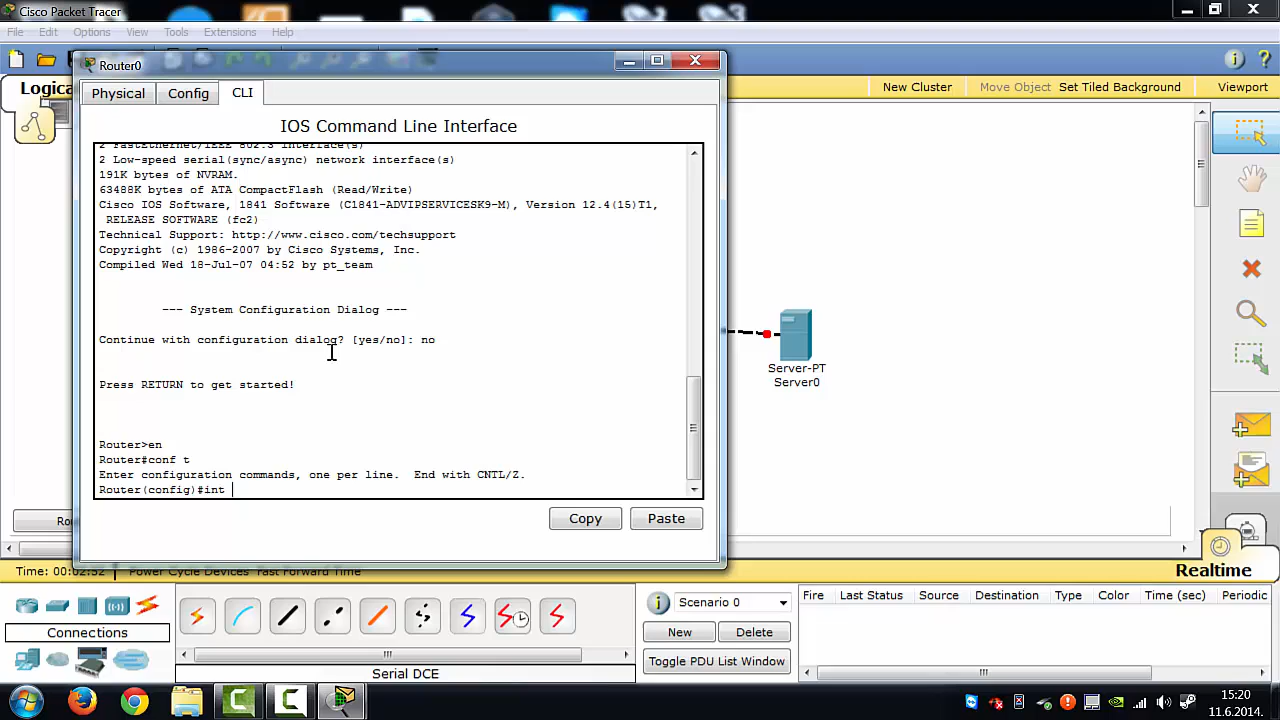 Cisco Packet Tracer
File Edit Options View Tools Extensions Help
Router0
Logica
New Cluster Move Object Set Tiled Background Viewport
Physical Config CLI
IOS Command Line Interface
2 FastEthernet/IEEE 802.3 interface(s)
2 Low-speed serial(sync/async) network interface(s)
191K bytes of NVRAM.
63488K bytes of ATA CompactFlash (Read/Write)
Cisco IOS Software, 1841 Software (C1841-ADVIPSERVICESK9-M), Version 12.4(15)T1,
RELEASE SOFTWARE (fc2)
Technical Support: http://www.cisco.com/techsupport
Copyright (c) 1986-2007 by Cisco Systems, Inc.
Compiled Wed 18-Jul-07 04:52 by pt_team
--- System Configuration Dialog ---
Continue with configuration dialog? [yes/no]: no
Press RETURN to get started!
Router>en
Router#conf t
Enter configuration commands, one per line.  End with CNTL/Z.
Router(config)#int
Server-PT
Server0
Copy Paste
Ro
Time: 00:02:52 Power Cycle Devices Fast Forward Time
Realtime
Connections
Serial DCE
Scenario 0
New Delete
Toggle PDU List Window
Fire Last Status Source Destination Type Color Time (sec) Periodic
15:20
11.6.2014.